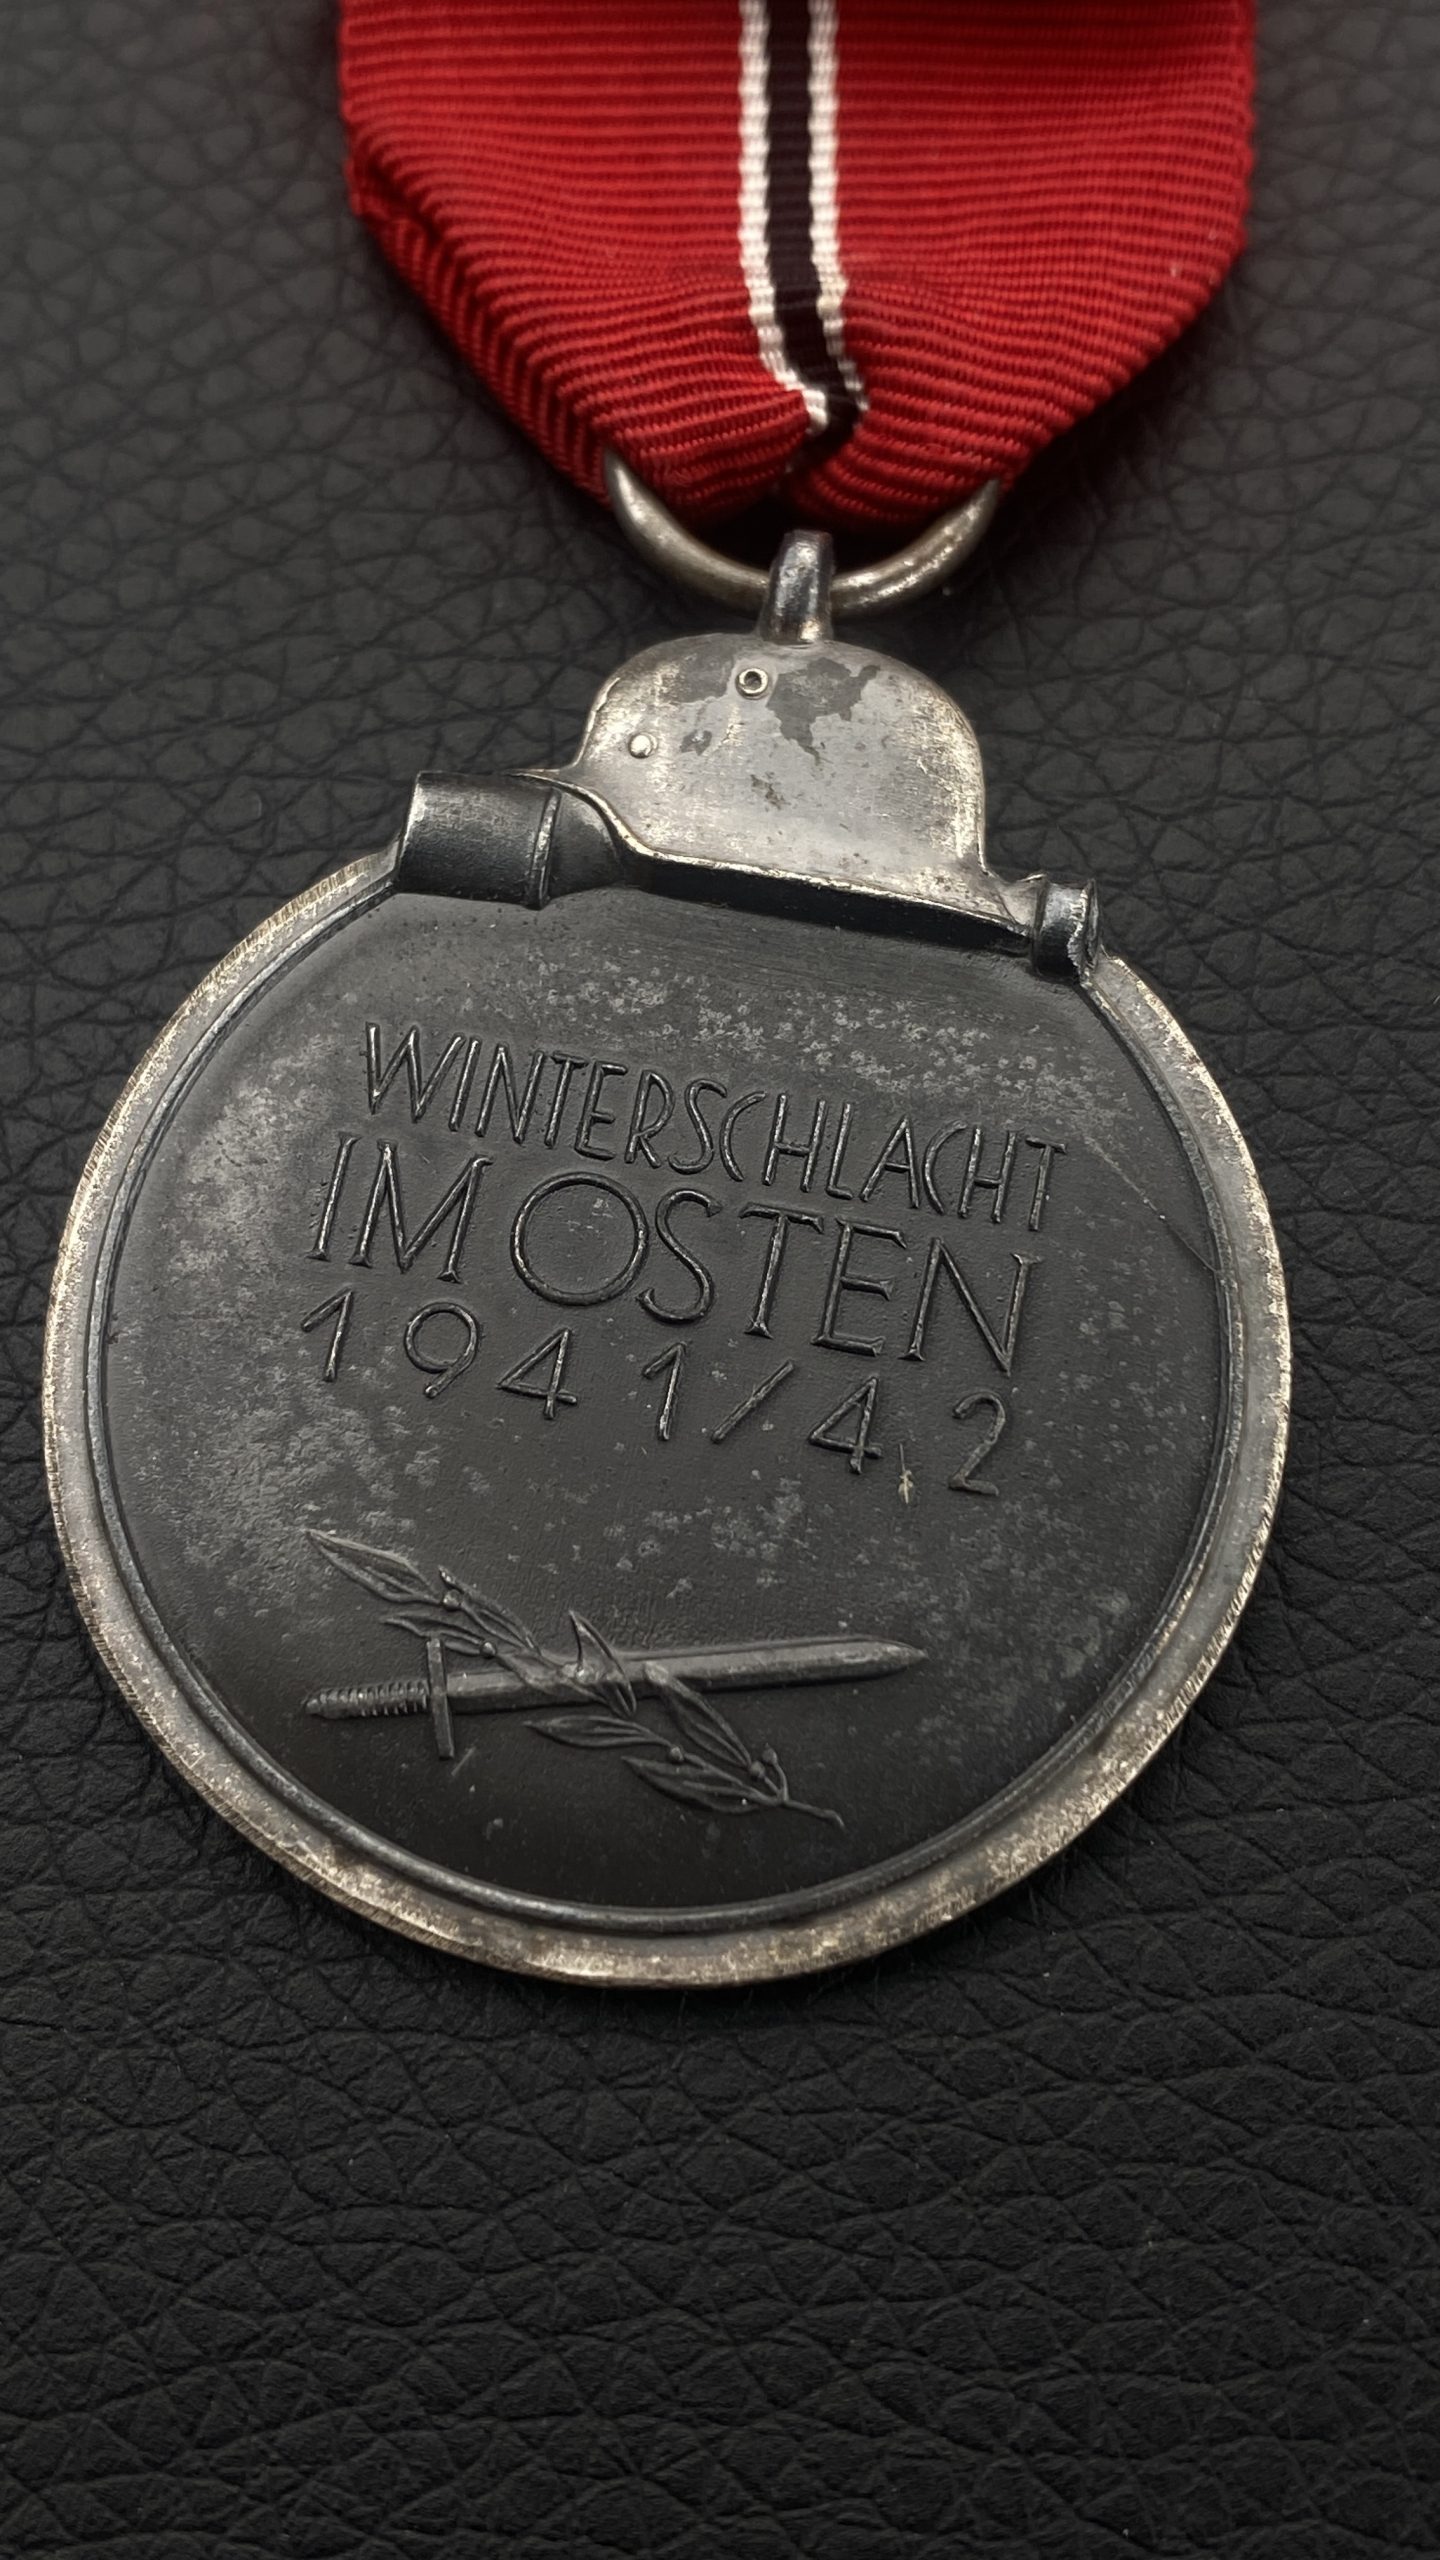 WINTERSCHLACHT
IM OSTEN
1941/42